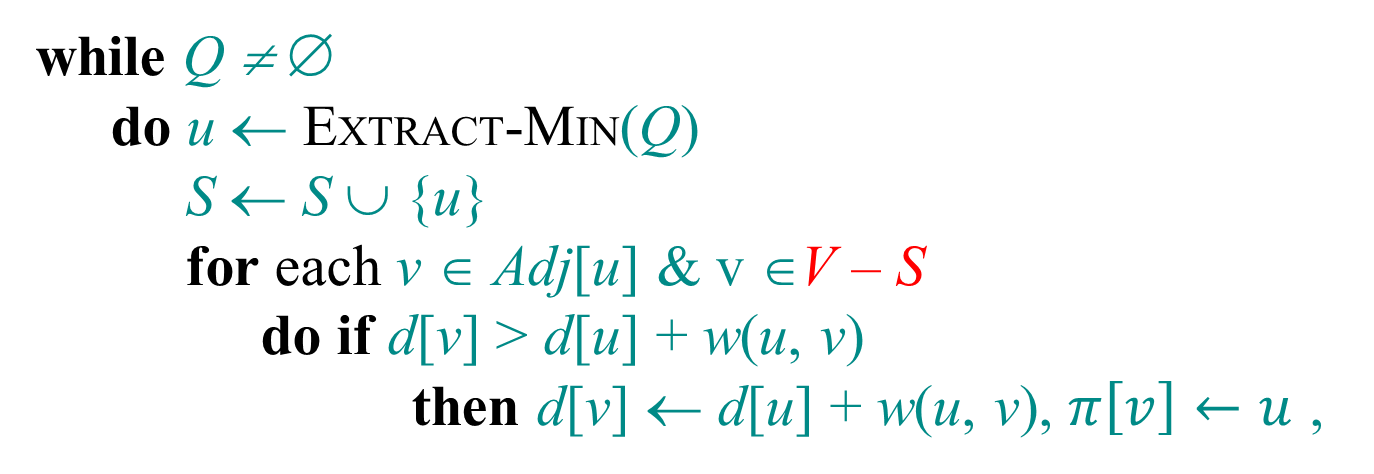 while Q ≠ ∅
do u ← EXTRACT-MIN(Q)
S ← S ∪ {u}
for each v ∈ Adj[u] & v ∈ V – S
do if d[v] > d[u] + w(u, v)
then d[v] ← d[u] + w(u, v), π[v] ← u ,